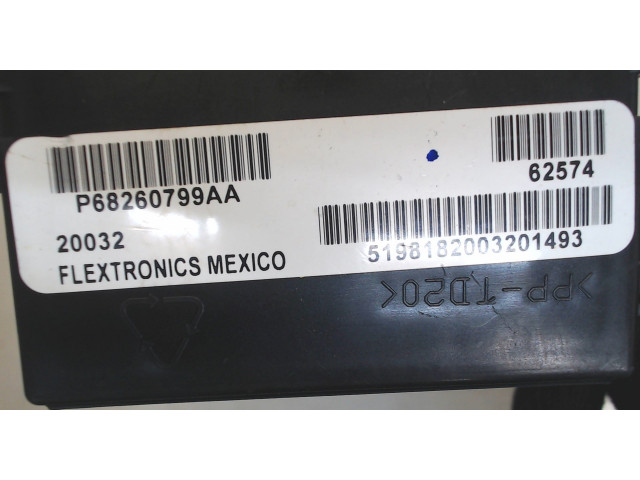 P68260799AA
62574
20032
5198182003201493
FLEXTRONICS MEXICO
>PP-TD20<